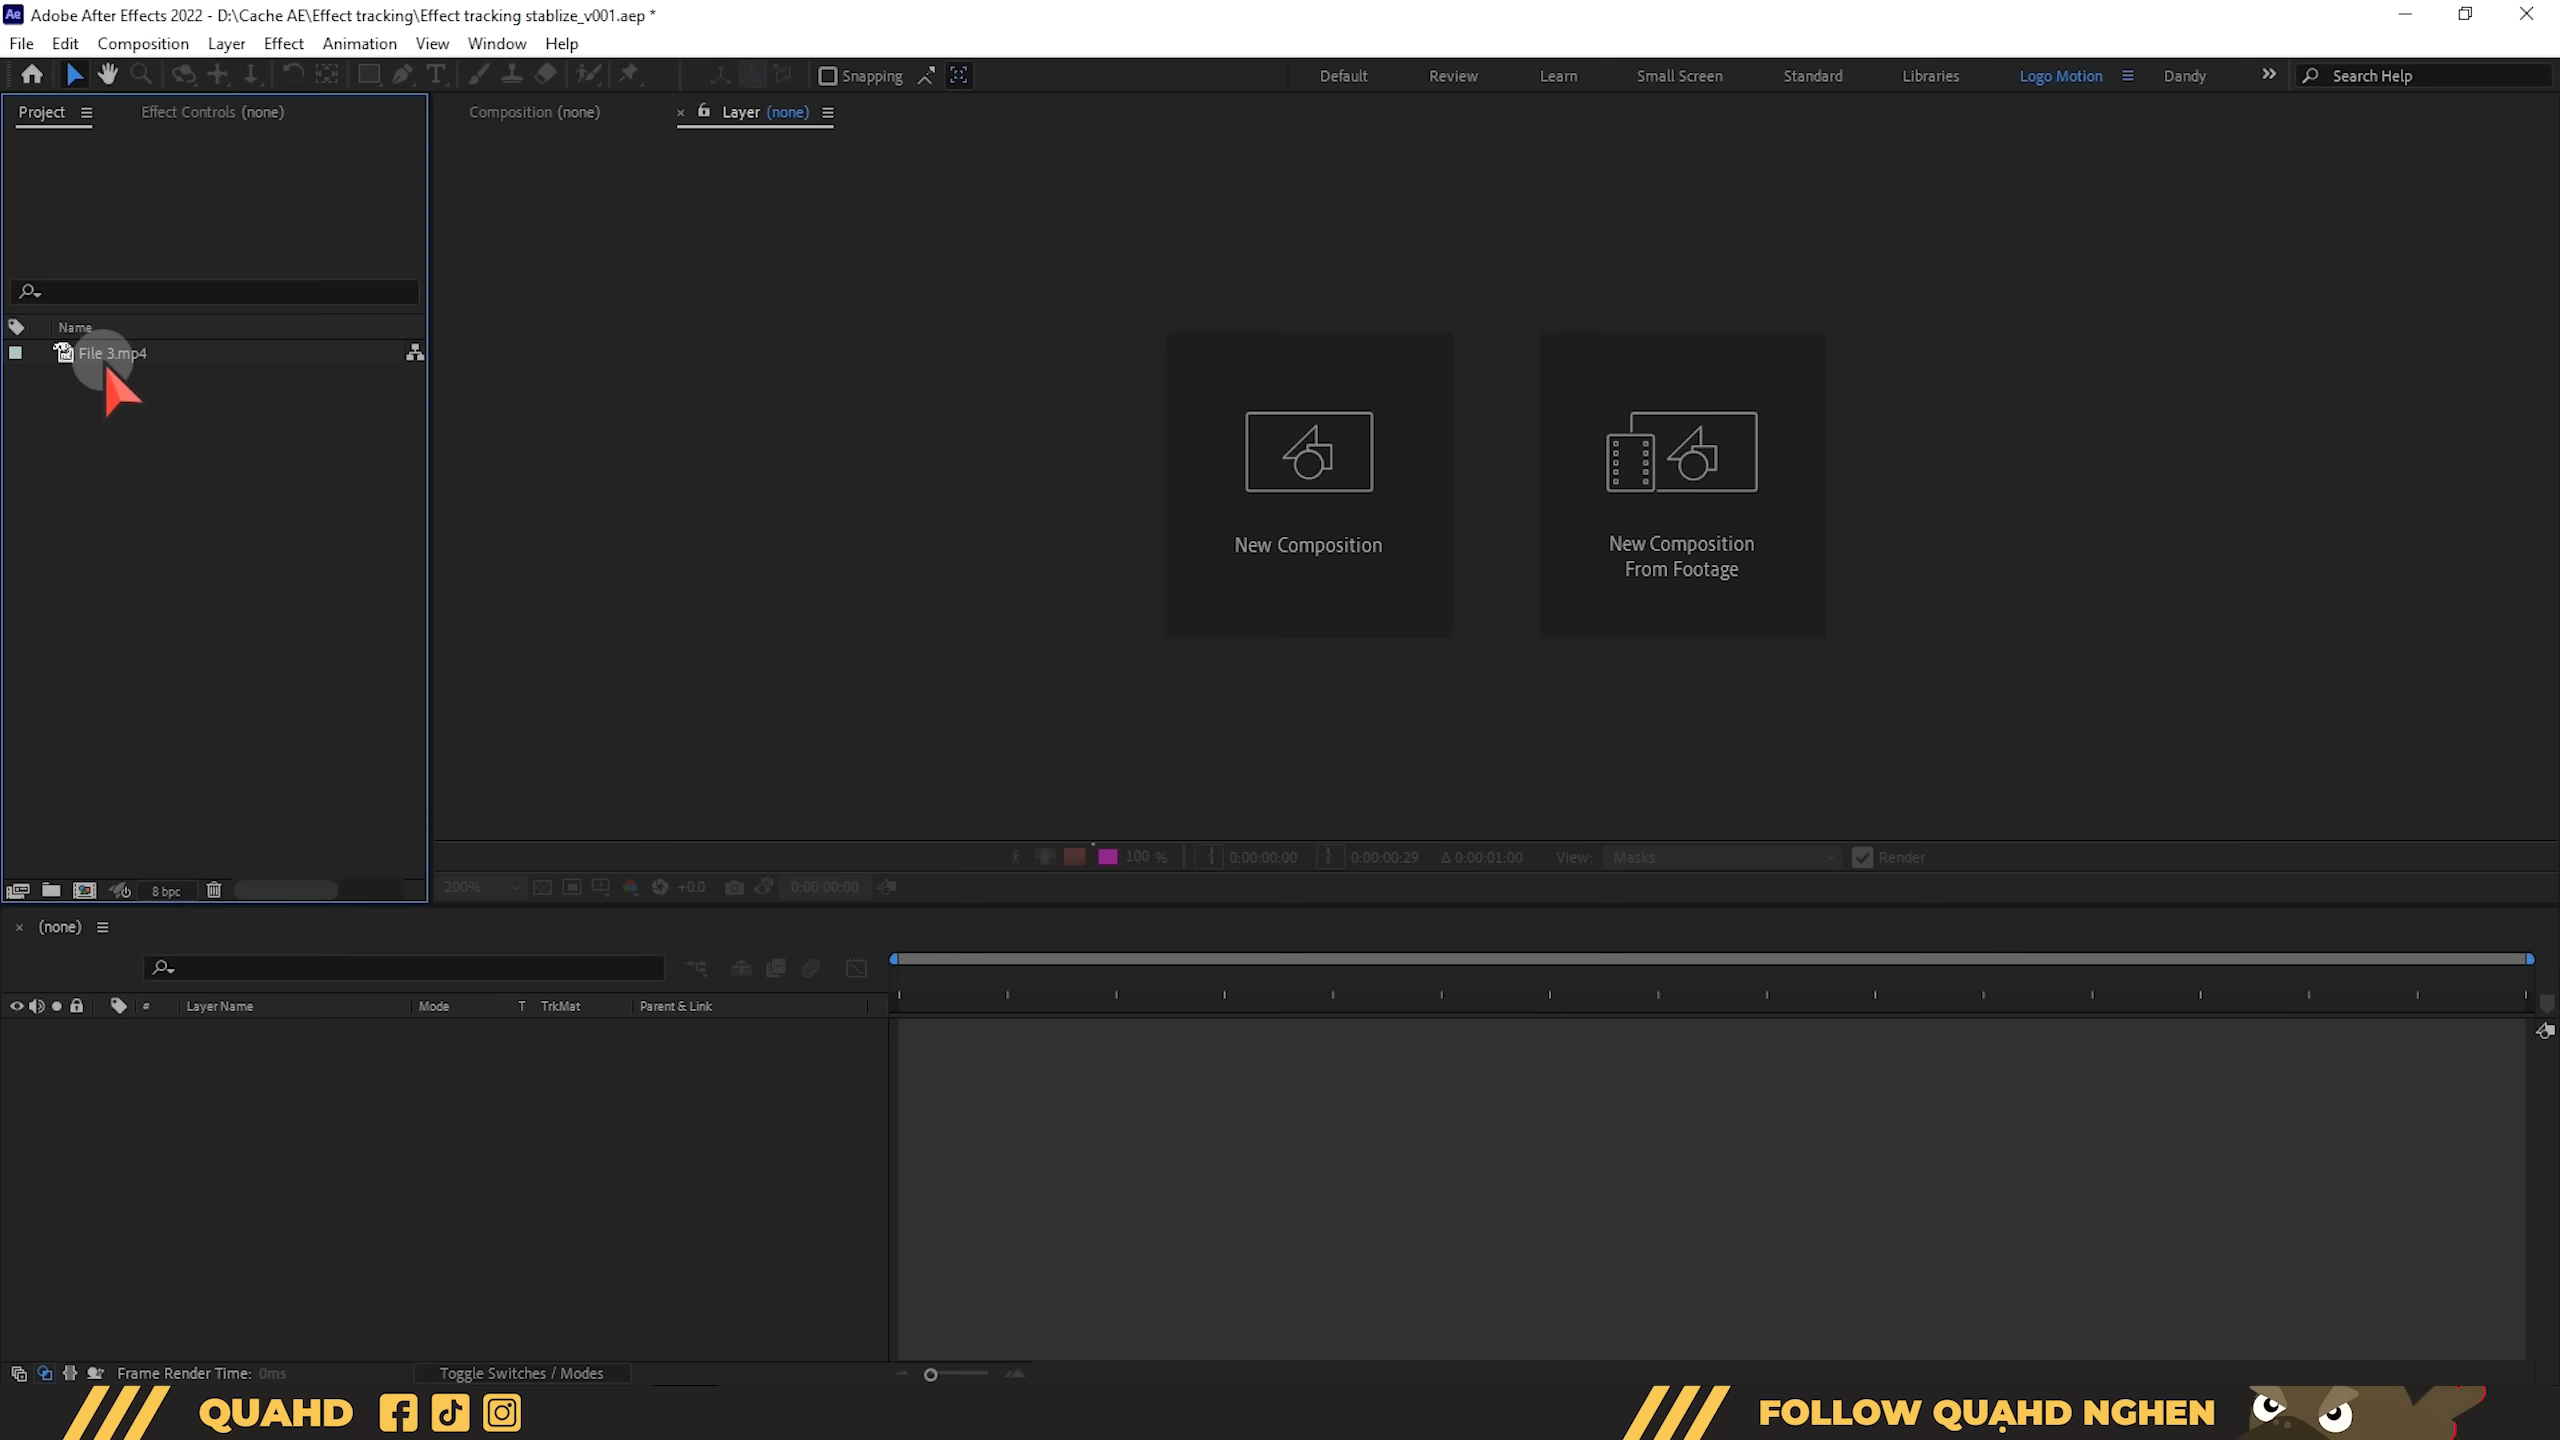 Adobe After Effects 2022 - D:\Cache AE\Effect tracking\Effect tracking stablize_v001.aep *
File Edit Composition Layer Effect Animation View Window Help
Snapping Default Review Learn Small Screen Standard Libraries Logo Motion Dandy Search Help
Project Effect Controls (none) Composition (none) Layer (none)
Name
File 3.mp4
New Composition
New Composition
From Footage
100 % 0:00:00:00 0:00:00:29 Δ 0:00:01:00 View: Masks Render
8 bpc
200% +0.0 0:00:00:00
(none)
# Layer Name Mode T TrkMat Parent & Link
Frame Render Time: 0ms Toggle Switches / Modes
QUAHD FOLLOW QUẠHD NGHEN